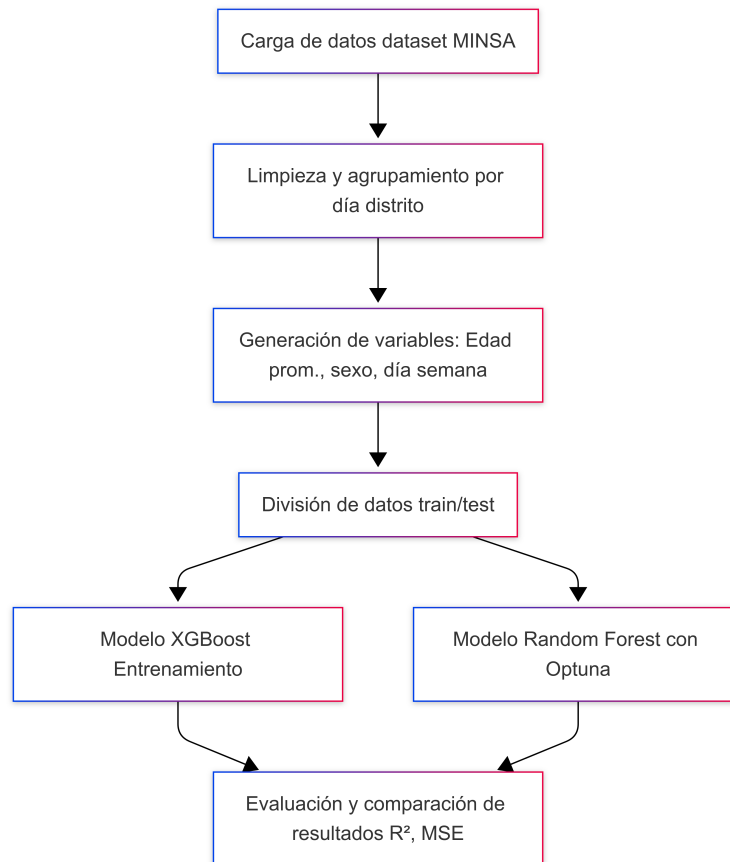 Carga de datos dataset MINSA
Limpieza y agrupamiento por
día distrito
Generación de variables: Edad
prom., sexo, día semana
División de datos train/test
Modelo XGBoost
Entrenamiento
Modelo Random Forest con
Optuna
Evaluación y comparación de
resultados R², MSE